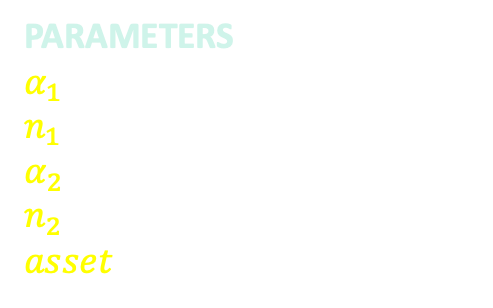 PARAMETERS
α₁
n₁
α₂
n₂
asset